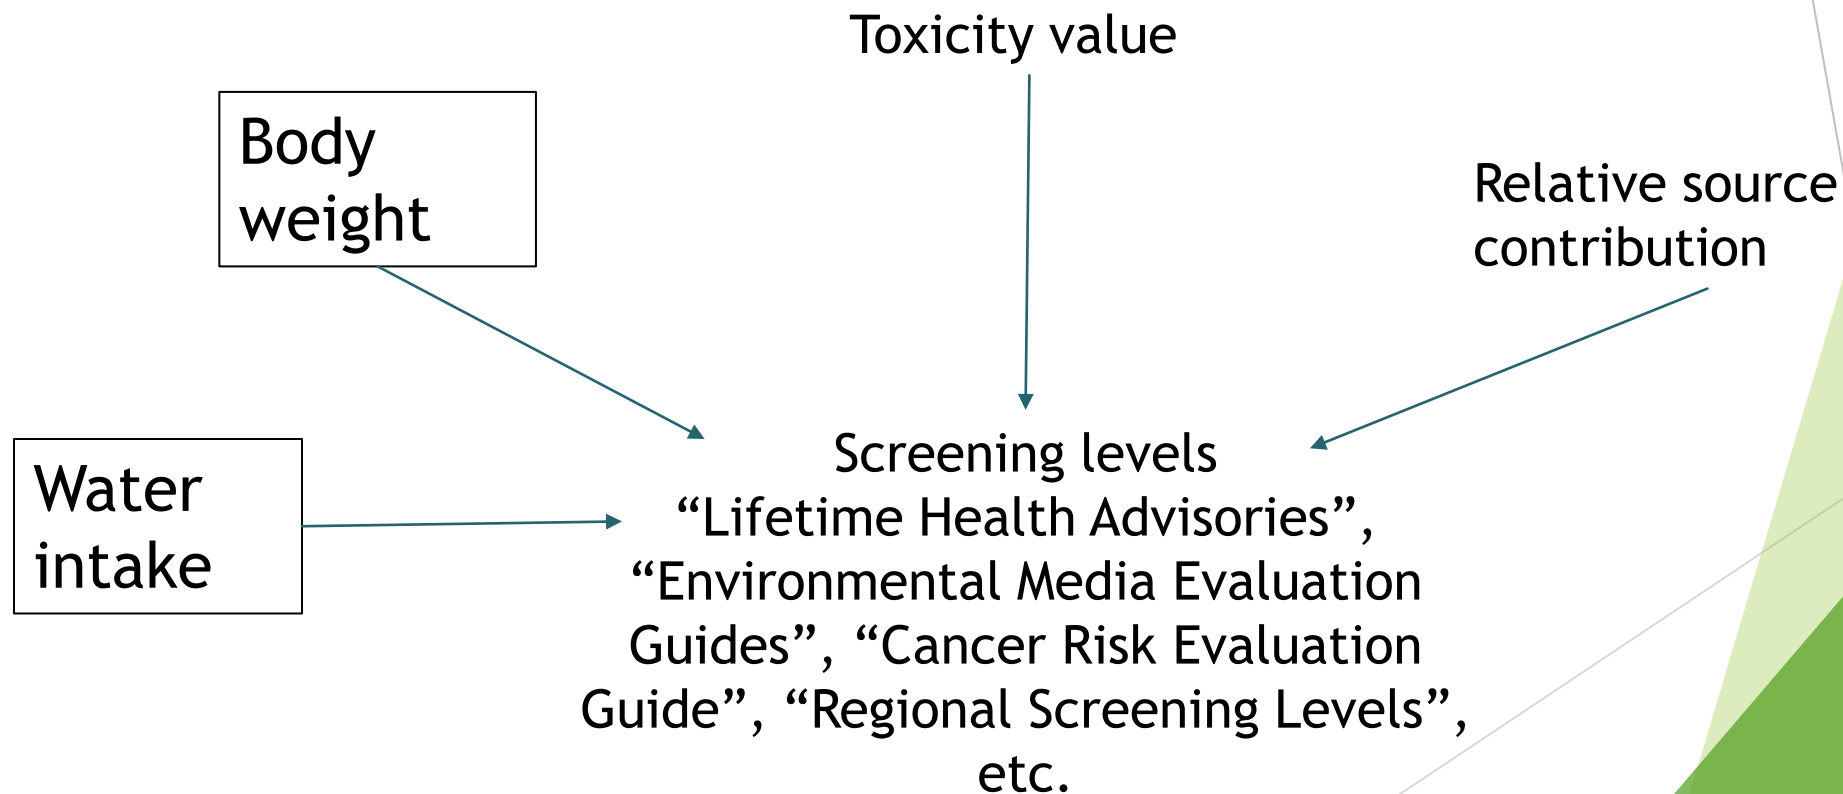 Toxicity value
Body
weight
Relative source
contribution
Water
intake
Screening levels
“Lifetime Health Advisories”,
“Environmental Media Evaluation
Guides”, “Cancer Risk Evaluation
Guide”, “Regional Screening Levels”,
etc.